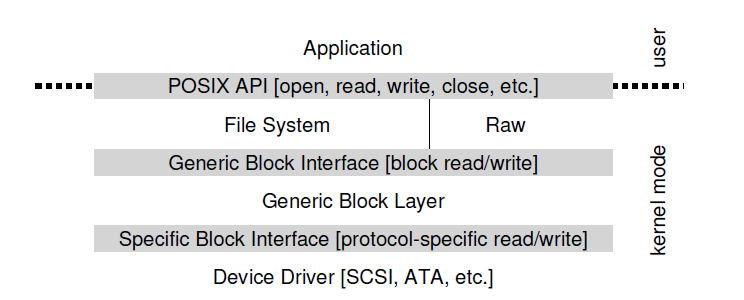 Application
user
POSIX API [open, read, write, close, etc.]
File System
Raw
Generic Block Interface [block read/write]
Generic Block Layer
kernel mode
Specific Block Interface [protocol-specific read/write]
Device Driver [SCSI, ATA, etc.]